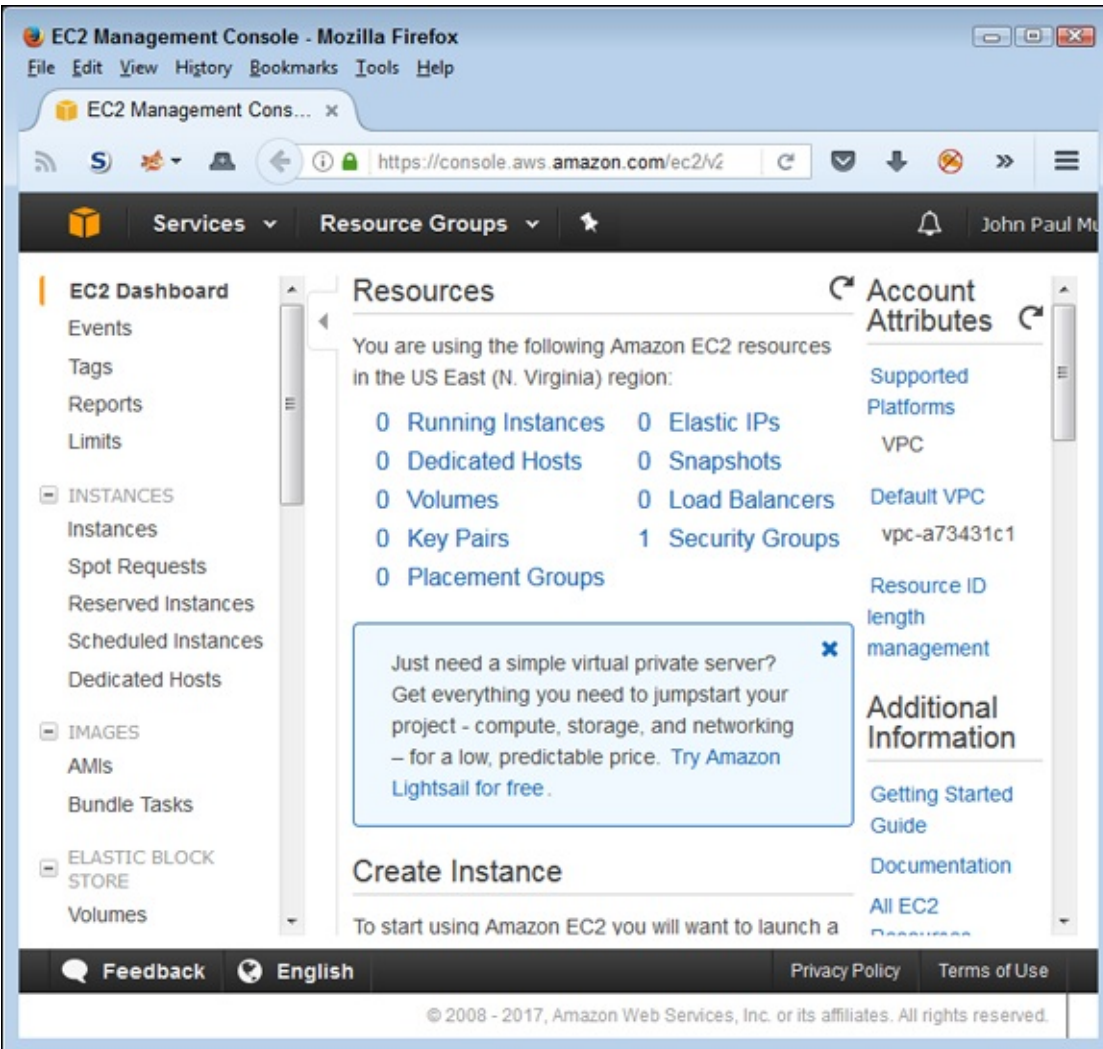 EC2 Management Console - Mozilla Firefox
File Edit View History Bookmarks Tools Help
EC2 Management Cons... ×
S
https://console.aws.amazon.com/ec2/v2
Services
Resource Groups
John Paul Mu
EC2 Dashboard
Events
Tags
Reports
Limits
INSTANCES
Instances
Spot Requests
Reserved Instances
Scheduled Instances
Dedicated Hosts
IMAGES
AMIs
Bundle Tasks
ELASTIC BLOCK
STORE
Volumes
Resources
You are using the following Amazon EC2 resources
in the US East (N. Virginia) region:
0 Running Instances 0 Elastic IPs
0 Dedicated Hosts 0 Snapshots
0 Volumes 0 Load Balancers
0 Key Pairs 1 Security Groups
0 Placement Groups
Just need a simple virtual private server?
Get everything you need to jumpstart your
project - compute, storage, and networking
– for a low, predictable price. Try Amazon
Lightsail for free.
Create Instance
To start using Amazon EC2 you will want to launch a
Account
Attributes
Supported
Platforms
VPC
Default VPC
vpc-a73431c1
Resource ID
length
management
Additional
Information
Getting Started
Guide
Documentation
All EC2
Resources
Feedback
English
Privacy Policy
Terms of Use
© 2008 - 2017, Amazon Web Services, Inc. or its affiliates. All rights reserved.